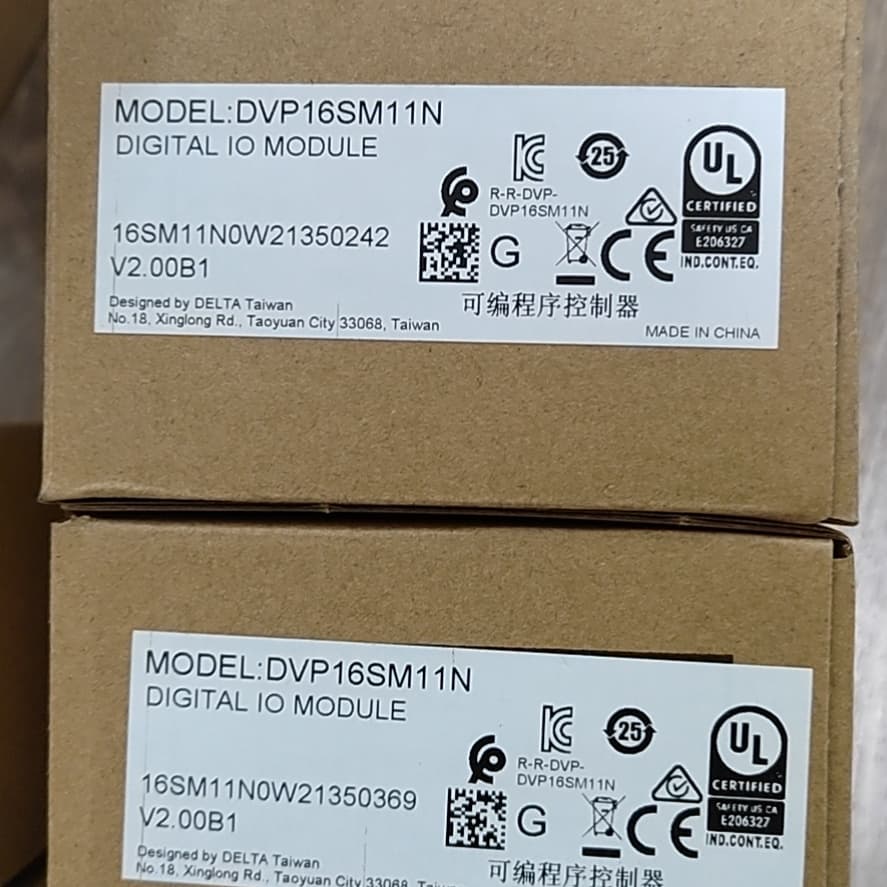 MODEL:DVP16SM11N
DIGITAL IO MODULE
25
UL
R-R-DVP-
DVP16SM11N
CERTIFIED
SAFETY US CA
E206327
16SM11N0W21350242
G
CE
IND.CONT.EQ.
V2.00B1
Designed by DELTA Taiwan
可编程序控制器
No.18, Xinglong Rd., Taoyuan City 33068, Taiwan
MADE IN CHINA
MODEL:DVP16SM11N
DIGITAL IO MODULE
25
UL
R-R-DVP-
DVP16SM11N
CERTIFIED
SAFETY US CA
E206327
16SM11N0W21350369
G
CE
IND.CONT.EQ.
V2.00B1
Designed by DELTA Taiwan
可编程序控制器
No.18, Xinglong Rd., Taoyuan City 33068,